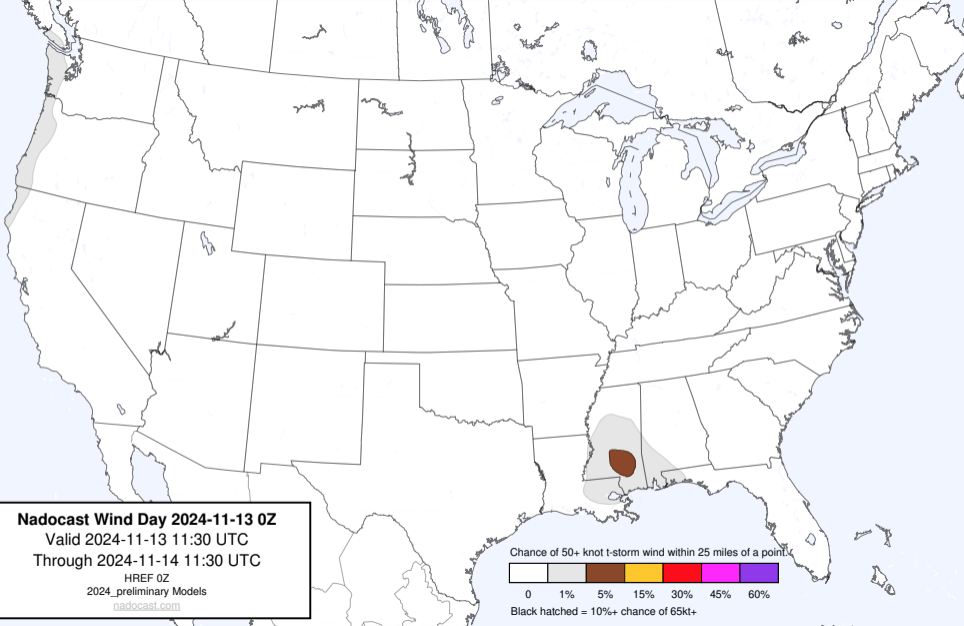 Nadocast Wind Day 2024-11-13 0Z
Valid 2024-11-13 11:30 UTC
Through 2024-11-14 11:30 UTC
HREF 0Z
2024_preliminary Models
nadocast.com
Chance of 50+ knot t-storm wind within 25 miles of a point.
0 1% 5% 15% 30% 45% 60%
Black hatched = 10%+ chance of 65kt+